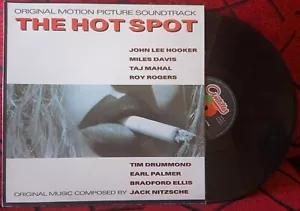 ORIGINAL MOTION PICTURE SOUNDTRACK
THE HOT SPOT
JOHN LEE HOOKER
MILES DAVIS
TAJ MAHAL
ROY ROGERS
TIM DRUMMOND
EARL PALMER
BRADFORD ELLIS
ORIGINAL MUSIC COMPOSED BY JACK NITZSCHE